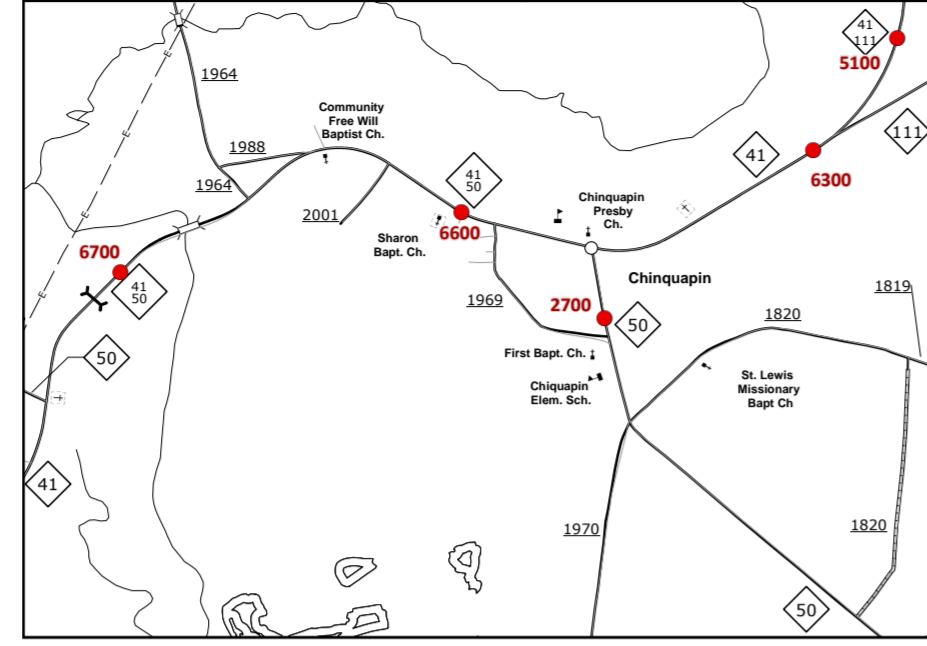 41
111
5100
1964
Community
Free Will
Baptist Ch.
111
1988
41
6300
1964
41
50
2001
Chinquapin
Presby
Ch.
6600
Sharon
Bapt. Ch.
6700
41
50
Chinquapin
1819
1969
2700
50
1820
50
First Bapt. Ch.
Chiquapin
Elem. Sch.
St. Lewis
Missionary
Bapt Ch
41
1970
1820
50
E
E
E
E